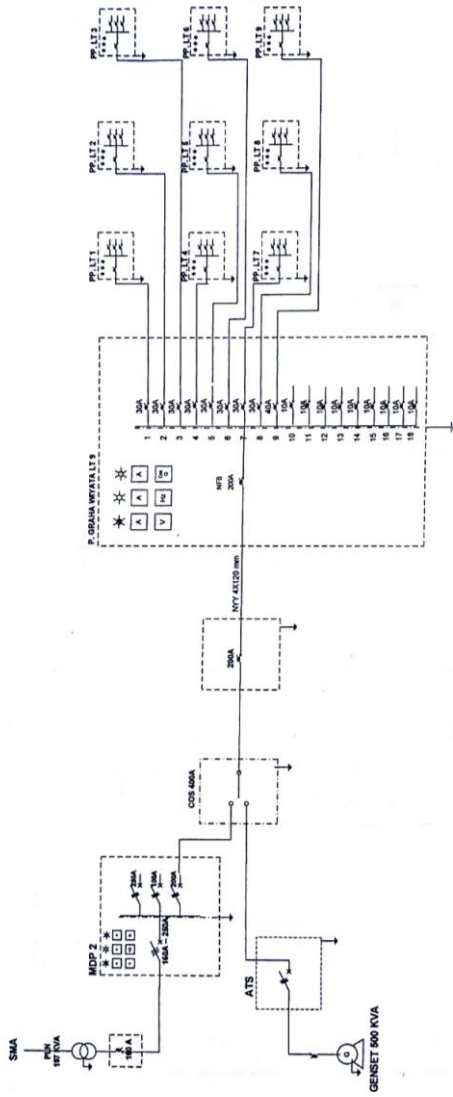 SMA
PLN
197 KVA
160 A
MDP 2
160A - 250A
250A
100A
200A
GENSET 500 KVA
G
ATS
COS 400A
200A
NYY 4X120 mm
P. GRAHA WIYATA LT 9
A
A
A
V
Hz
Cos
NFB
200A
1 30A
2 30A
3 30A
4 30A
5 30A
6 30A
7 30A
8 30A
9 40A
10 10A
11 10A
12 10A
13 10A
14 10A
15 10A
16 10A
17 10A
18 10A
PP, LT 1
PP, LT 2
PP, LT 3
PP, LT 4
PP, LT 5
PP, LT 6
PP, LT 7
PP, LT 8
PP, LT 9